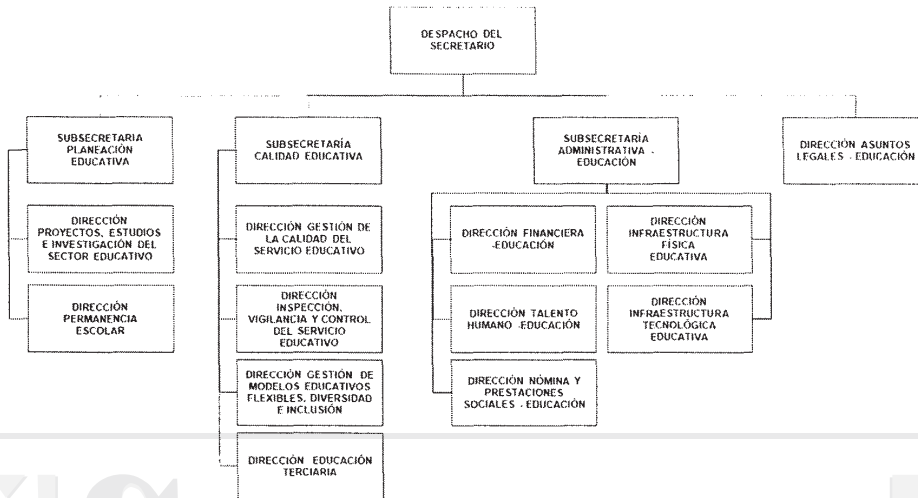 DESPACHO DEL
SECRETARIO
SUBSECRETARIA
PLANEACIÓN
EDUCATIVA
DIRECCIÓN
PROYECTOS, ESTUDIOS
E INVESTIGACIÓN DEL
SECTOR EDUCATIVO
DIRECCIÓN
PERMANENCIA
ESCOLAR
SUBSECRETARÍA
CALIDAD EDUCATIVA
DIRECCIÓN GESTIÓN DE
LA CALIDAD DEL
SERVICIO EDUCATIVO
DIRECCIÓN
INSPECCIÓN,
VIGILANCIA Y CONTROL
DEL SERVICIO
EDUCATIVO
DIRECCIÓN GESTIÓN DE
MODELOS EDUCATIVOS
FLEXIBLES, DIVERSIDAD
E INCLUSIÓN
DIRECCIÓN EDUCACIÓN
TERCIARIA
SUBSECRETARÍA
ADMINISTRATIVA -
EDUCACIÓN
DIRECCIÓN FINANCIERA
-EDUCACIÓN
DIRECCIÓN TALENTO
HUMANO -EDUCACIÓN
DIRECCIÓN NÓMINA Y
PRESTACIONES
SOCIALES - EDUCACIÓN
DIRECCIÓN
INFRAESTRUCTURA
FÍSICA
EDUCATIVA
DIRECCIÓN
INFRAESTRUCTURA
TECNOLÓGICA
EDUCATIVA
DIRECCIÓN ASUNTOS
LEGALES - EDUCACIÓN